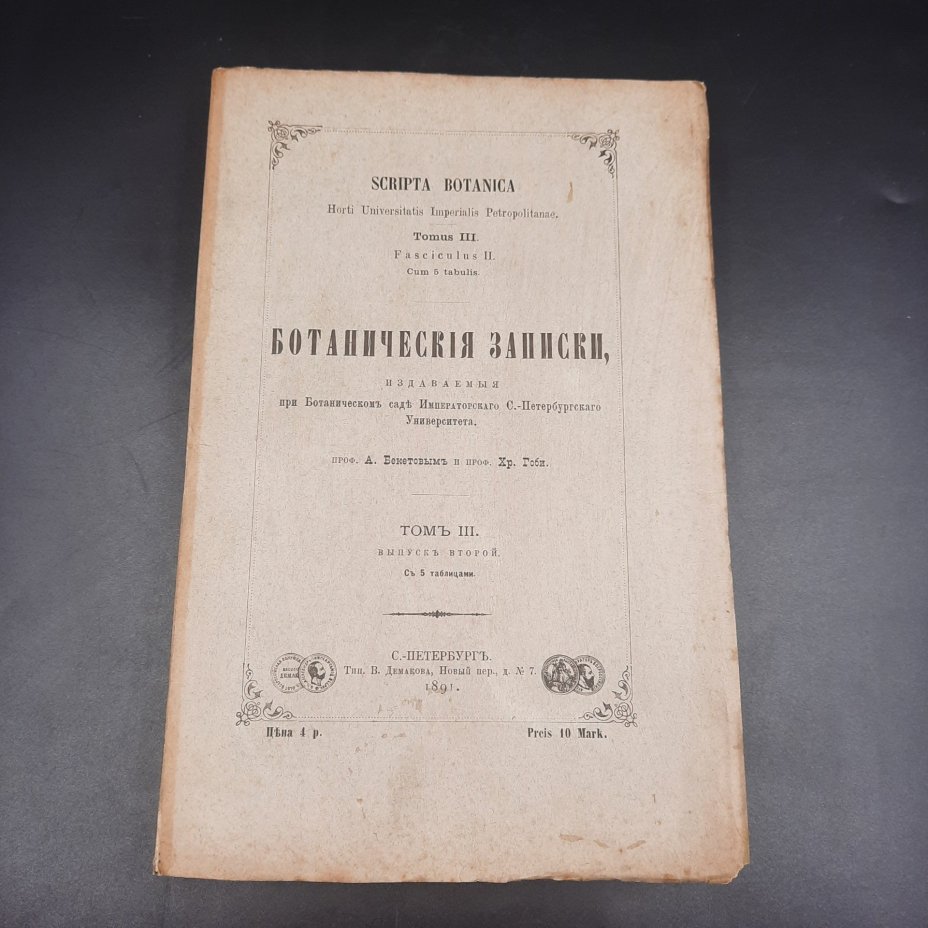 SCRIPTA BOTANICA
Horti Universitatis Imperialis Petropolitanae.
Tomus III.
Fasciculus II.
Cum 5 tabulis.
БОТАНИЧЕСКІЯ ЗАПИСКИ,
ИЗДАВАЕМЫЯ
при Ботаническомъ садѣ Императорскаго С.-Петербургскаго
Университета.
проф. А. Бекетовымъ и проф. Хр. Гоби.
ТОМЪ III.
ВЫПУСКЪ ВТОРОЙ.
Съ 5 таблицами.
С.-ПЕТЕРБУРГЪ.
Тип. В. Демакова, Новый пер., д. № 7.
1891.
Цѣна 4 р.
Preis 10 Mark.